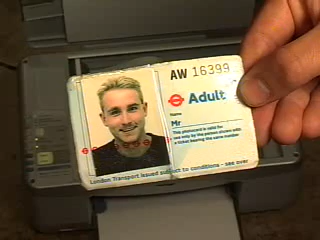 AW 16399
Adult
Name
Mr
This photocard is valid for
use only by the person shown with
a ticket bearing the same number
London Transport issued subject to conditions - see over